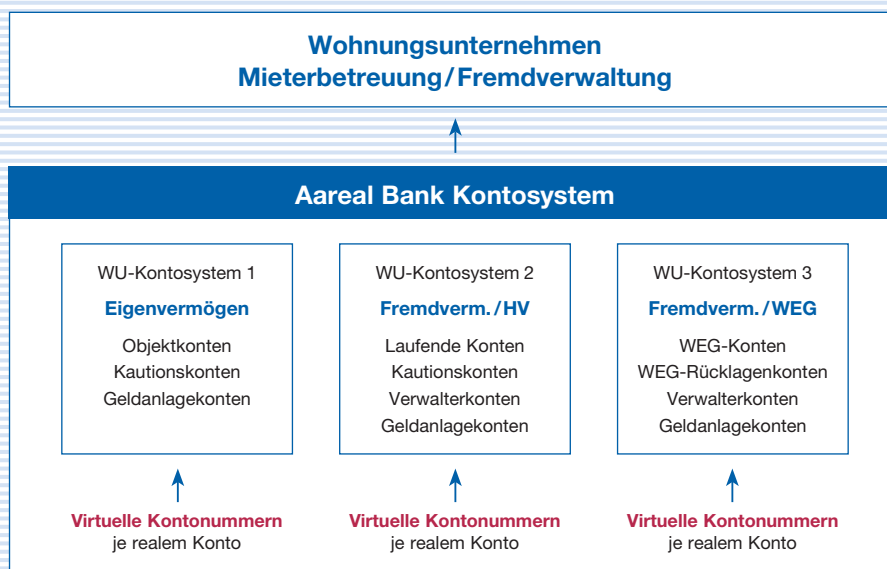 Wohnungsunternehmen
Mieterbetreuung/Fremdverwaltung
Aareal Bank Kontosystem
WU-Kontosystem 1
Eigenvermögen
Objektkonten
Kautionskonten
Geldanlagekonten
WU-Kontosystem 2
Fremdverm./HV
Laufende Konten
Kautionskonten
Verwalterkonten
Geldanlagekonten
WU-Kontosystem 3
Fremdverm./WEG
WEG-Konten
WEG-Rücklagenkonten
Verwalterkonten
Geldanlagekonten
Virtuelle Kontonummern
je realem Konto
Virtuelle Kontonummern
je realem Konto
Virtuelle Kontonummern
je realem Konto